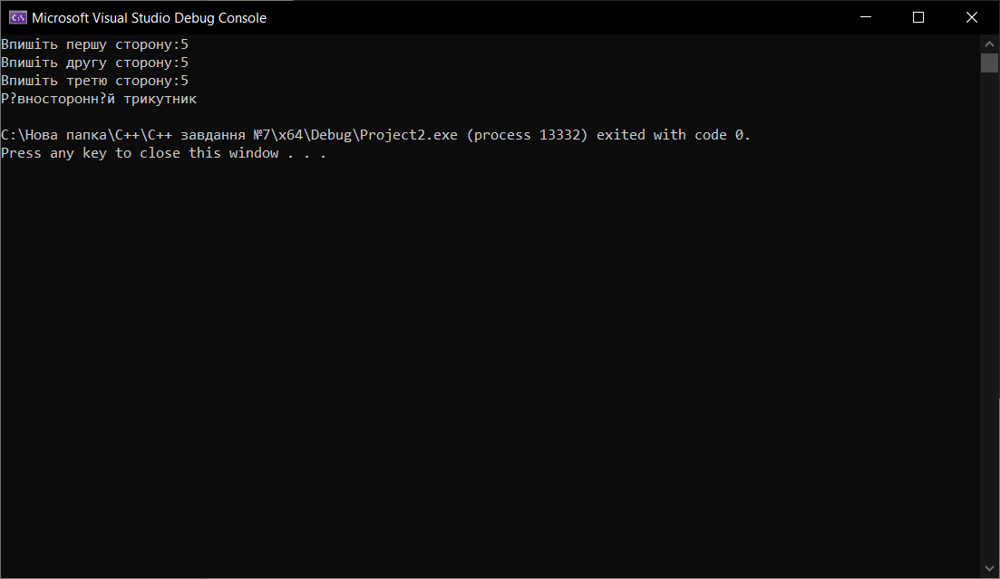 Microsoft Visual Studio Debug Console
Впишіть першу сторону:5
Впишіть другу сторону:5
Впишіть третю сторону:5
Р?вносторонн?й трикутник
C:\Нова папка\C++\C++ завдання №7\x64\Debug\Project2.exe (process 13332) exited with code 0.
Press any key to close this window . . .